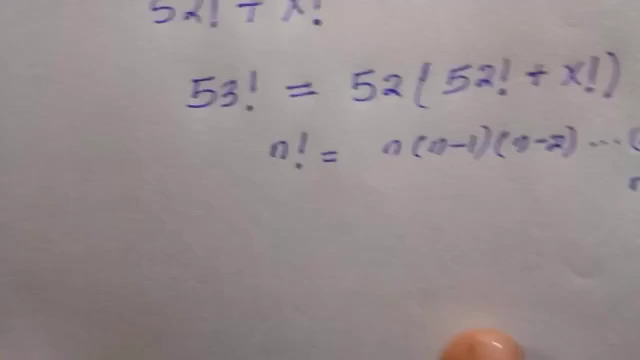 52! + x!
53! = 52(52! + x!)
n! = n(n-1)(n-2)...(